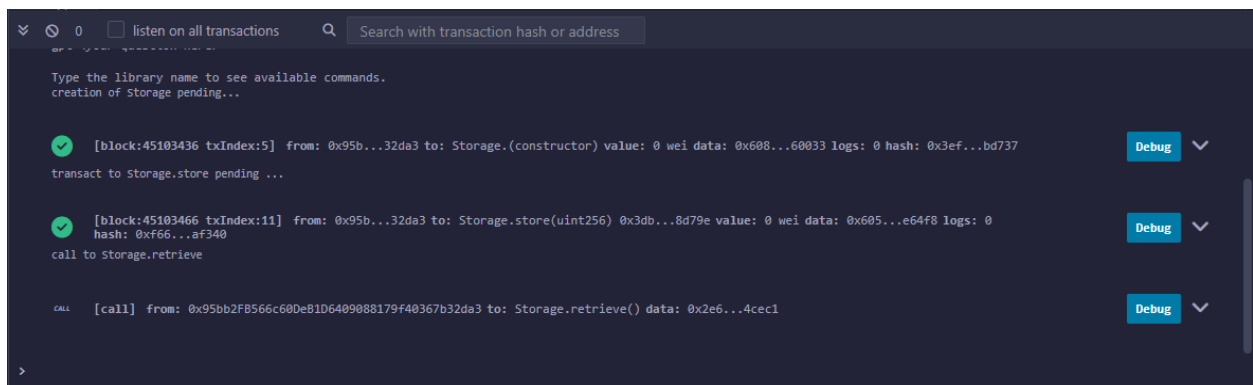 0 listen on all transactions Search with transaction hash or address
Type the library name to see available commands.
creation of Storage pending...
[block:45103436 txIndex:5] from: 0x95b...32da3 to: Storage.(constructor) value: 0 wei data: 0x608...60033 logs: 0 hash: 0x3ef...bd737
Debug
transact to Storage.store pending ...
[block:45103466 txIndex:11] from: 0x95b...32da3 to: Storage.store(uint256) 0x3db...8d79e value: 0 wei data: 0x605...e64f8 logs: 0
hash: 0xf66...af340
Debug
call to Storage.retrieve
CALL [call] from: 0x95bb2FB566c60DeB1D6409088179f40367b32da3 to: Storage.retrieve() data: 0x2e6...4cec1
Debug
>